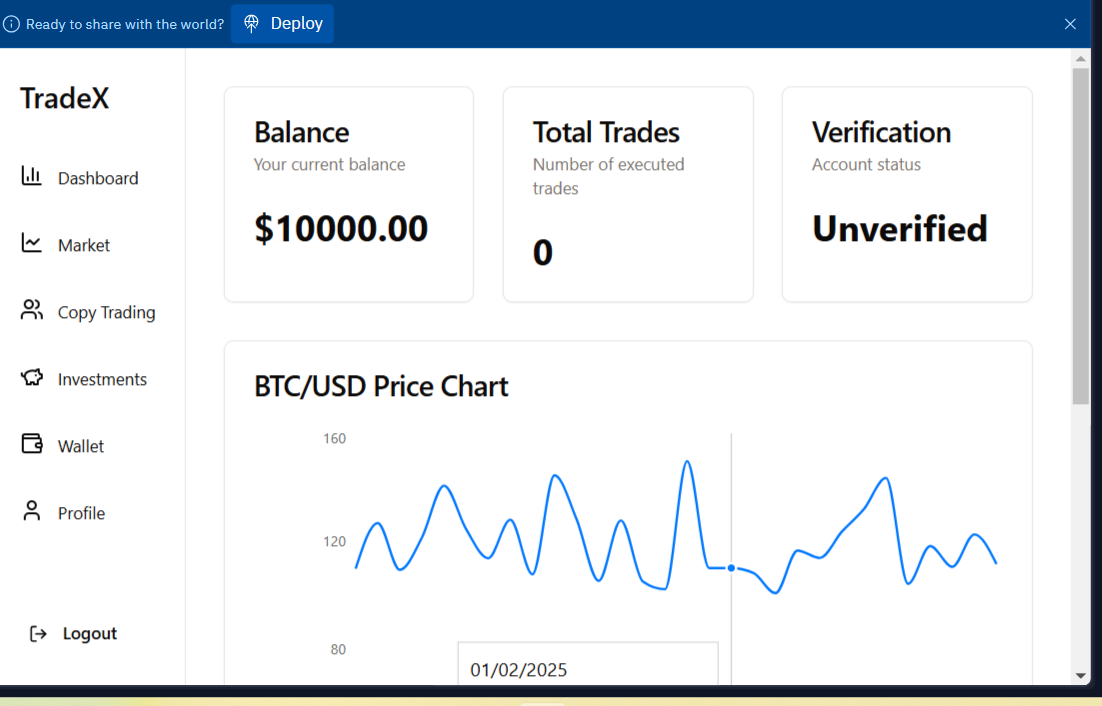 Ready to share with the world?
Deploy
TradeX
Dashboard
Market
Copy Trading
Investments
Wallet
Profile
Logout
Balance
Your current balance
$10000.00
Total Trades
Number of executed
trades
0
Verification
Account status
Unverified
BTC/USD Price Chart
160
120
80
01/02/2025